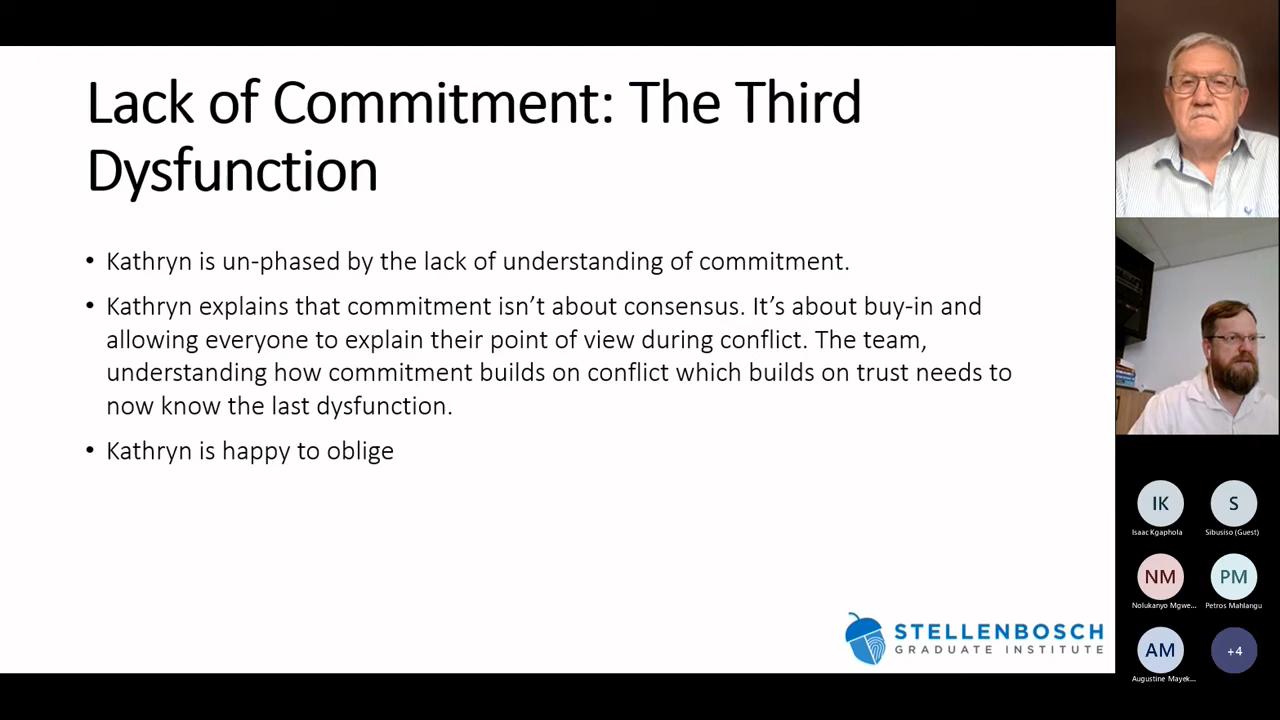 Lack of Commitment: The Third
Dysfunction
• Kathryn is un-phased by the lack of understanding of commitment.
• Kathryn explains that commitment isn’t about consensus. It’s about buy-in and
allowing everyone to explain their point of view during conflict. The team,
understanding how commitment builds on conflict which builds on trust needs to
now know the last dysfunction.
• Kathryn is happy to oblige
STELLENBOSCH
GRADUATE INSTITUTE
IK
S
Isaac Kgaphola
Sibusiso (Guest)
NM
PM
Nolukanyo Mgwe...
Petros Mahlangu
AM
+4
Augustine Mayek...